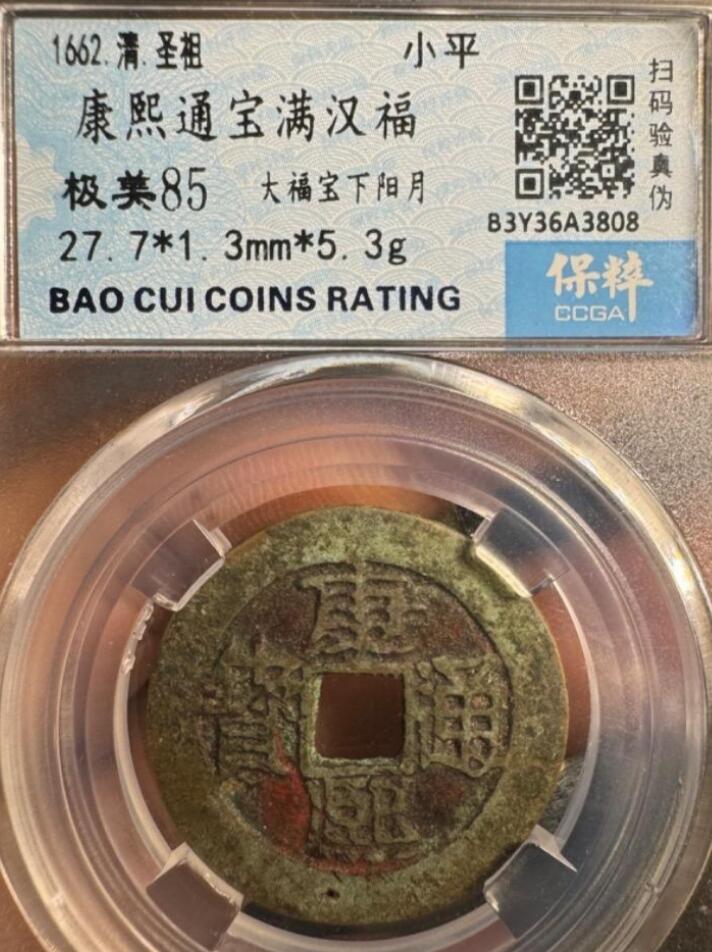 1662.清.圣祖 小平
康熙通宝满汉福
极美85 大福宝下阳月
27.7*1.3mm*5.3g
BAO CUI COINS RATING
扫码验真伪
B3Y36A3808
保粹
CCGA
康
寶 通
熙